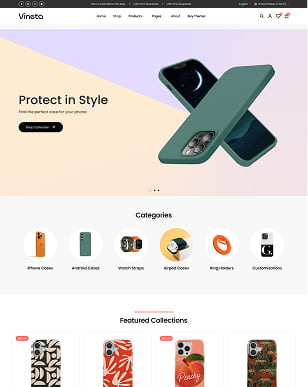 Vineta
Home Shop Products Pages About Buy Theme!
Protect in Style
Find the perfect case for your phone.
Shop Collection
Categories
iPhone Cases Android Cases Watch Straps Airpod Cases Ring Holders Customizations
Featured Collections
Peachy